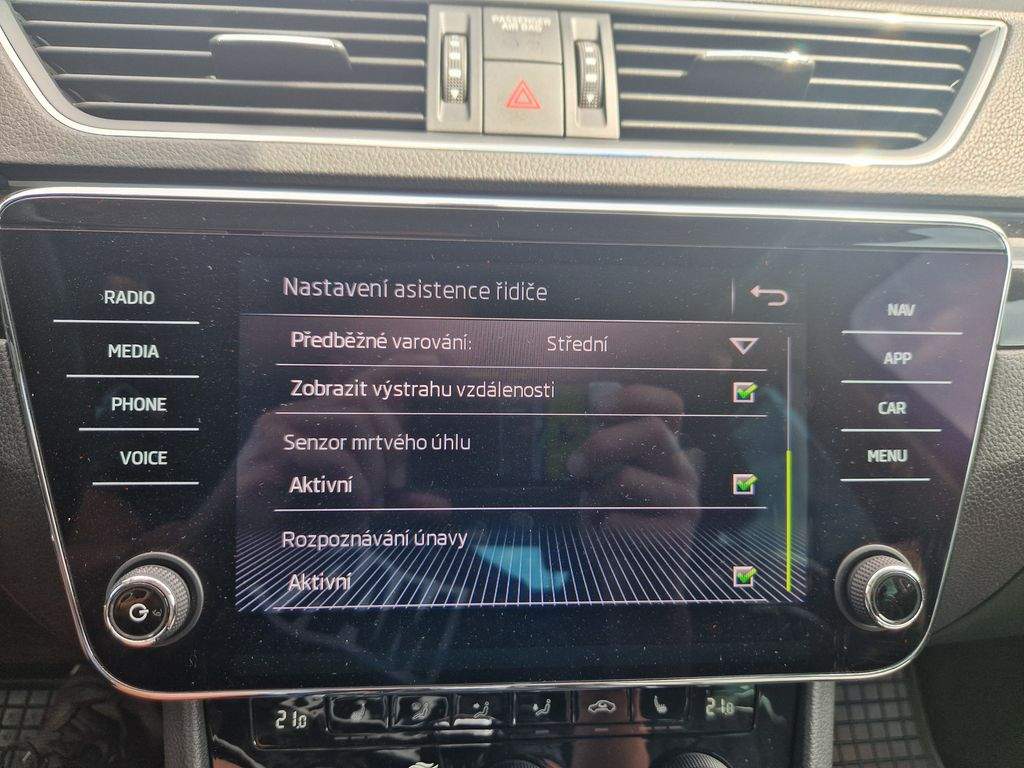 PASSENGER
AIR BAG
Nastavení asistence řidiče
RADIO
MEDIA
PHONE
VOICE
Předběžné varování: Střední
Zobrazit výstrahu vzdálenosti
Senzor mrtvého úhlu
Aktivní
Rozpoznávání únavy
Aktivní
NAV
APP
CAR
MENU
21.0
21.0